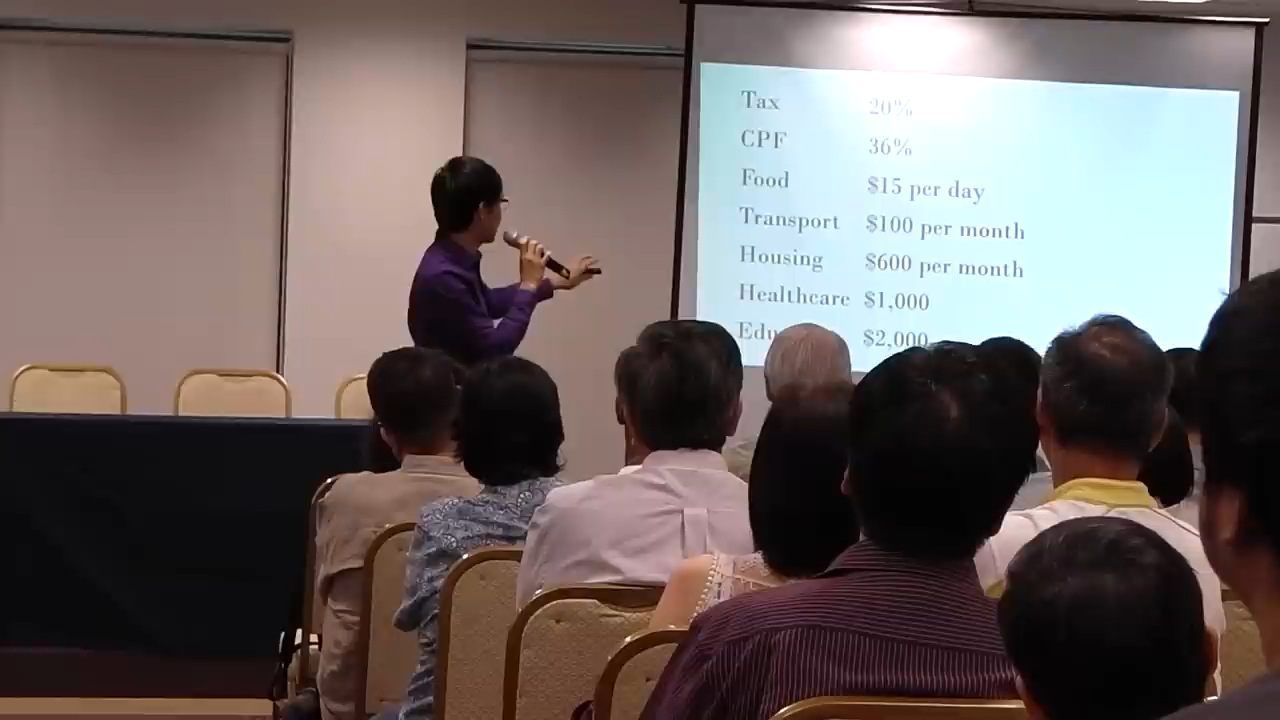 Tax 20%
CPF 36%
Food $15 per day
Transport $100 per month
Housing $600 per month
Healthcare $1,000
$2,000